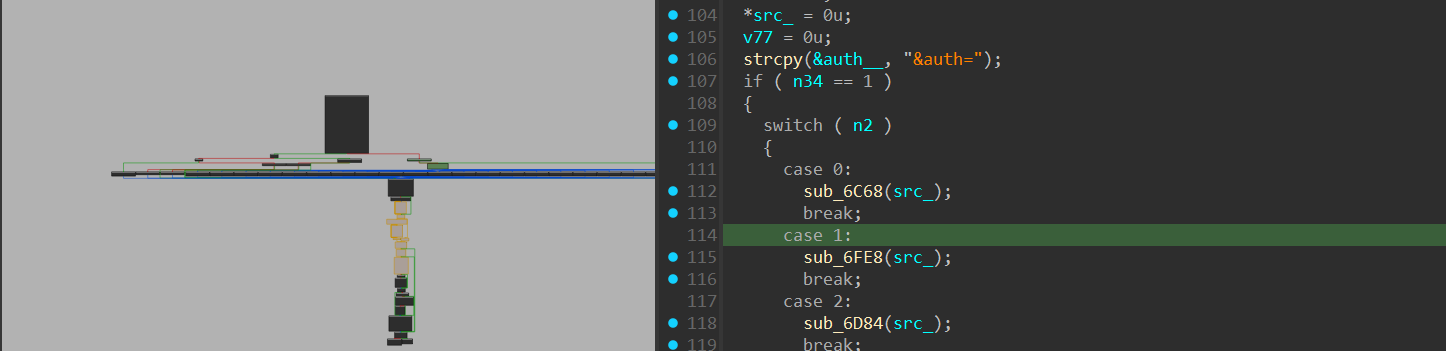 104 *src_ = 0u;
105 v77 = 0u;
106 strcpy(&auth__, "&auth=");
107 if ( n34 == 1 )
108 {
109 switch ( n2 )
110 {
111 case 0:
112 sub_6C68(src_);
113 break;
114 case 1:
115 sub_6FE8(src_);
116 break;
117 case 2:
118 sub_6D84(src_);
119 break;